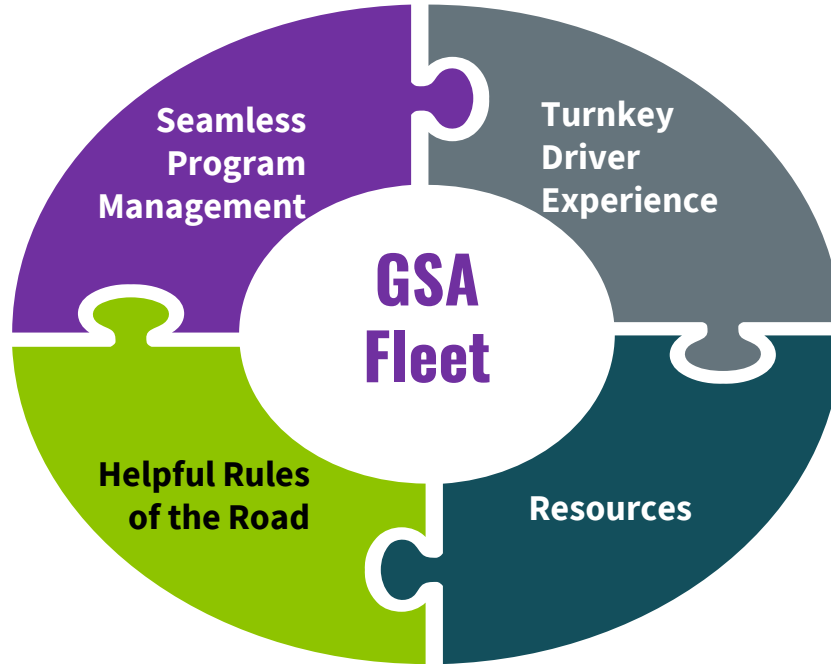 Seamless
Program
Management
Turnkey
Driver
Experience
GSA
Fleet
Helpful Rules
of the Road
Resources